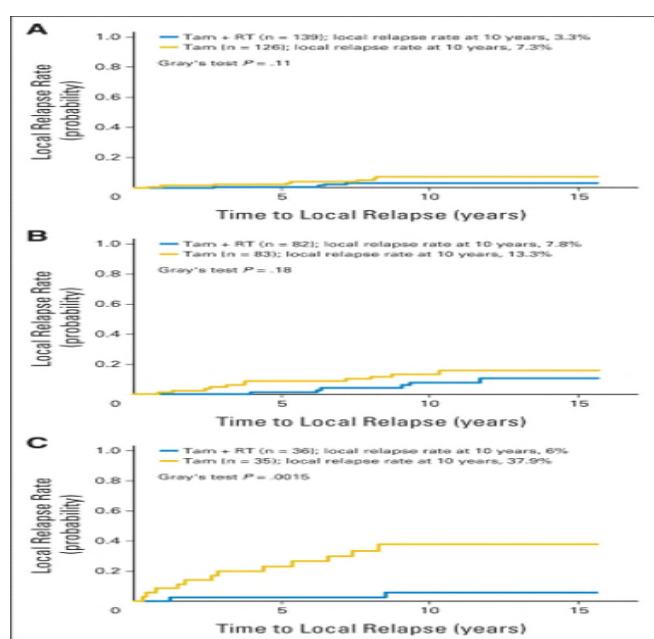 A
Tam + RT (n = 139); local relapse rate at 10 years, 3.3%
Tam (n = 126); local relapse rate at 10 years, 7.3%
Gray's test P = .11
Local Relapse Rate
(probability)
1.0
0.8
0.6
0.4
0.2
0
5
10
15
Time to Local Relapse (years)
B
Tam + RT (n = 82); local relapse rate at 10 years, 7.8%
Tam (n = 83); local relapse rate at 10 years, 13.3%
Gray's test P = .18
Local Relapse Rate
(probability)
1.0
0.8
0.6
0.4
0.2
0
5
10
15
Time to Local Relapse (years)
C
Tam + RT (n = 36); local relapse rate at 10 years, 6%
Tam (n = 35); local relapse rate at 10 years, 37.9%
Gray's test P = .0015
Local Relapse Rate
(probability)
1.0
0.8
0.6
0.4
0.2
0
5
10
15
Time to Local Relapse (years)